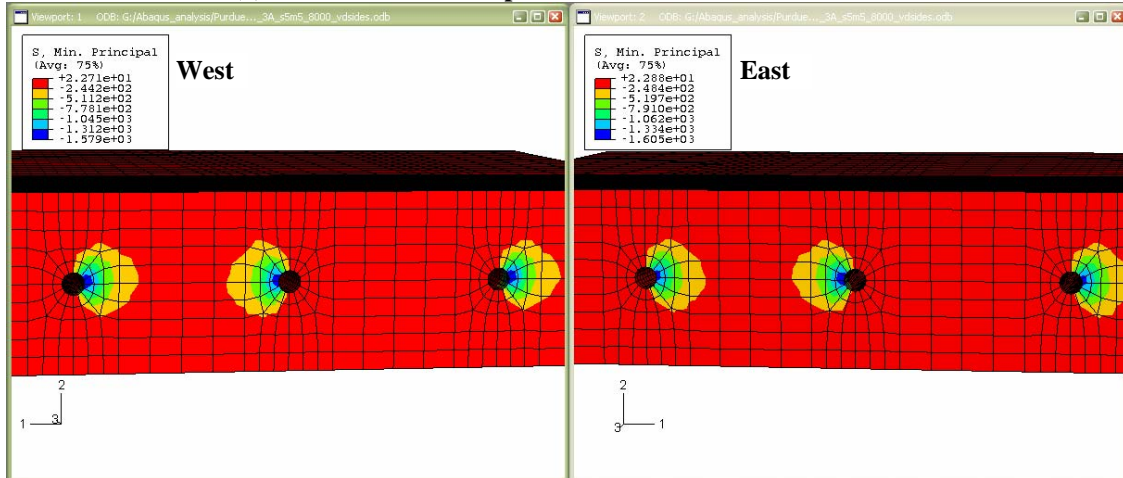 Viewport: 1 ODB: G:/Abaqus_analysis/Purdue..._3A_s5m5_8000_vdsides.odb
S, Min. Principal
(Avg: 75%)
+2.271e+01
-2.442e+02
-5.112e+02
-7.781e+02
-1.045e+03
-1.312e+03
-1.579e+03
West
2
1
3
Viewport: 2 ODB: G:/Abaqus_analysis/Purdue..._3A_s5m5_8000_vdsides.odb
S, Min. Principal
(Avg: 75%)
+2.288e+01
-2.484e+02
-5.197e+02
-7.910e+02
-1.062e+03
-1.334e+03
-1.605e+03
East
2
3
1